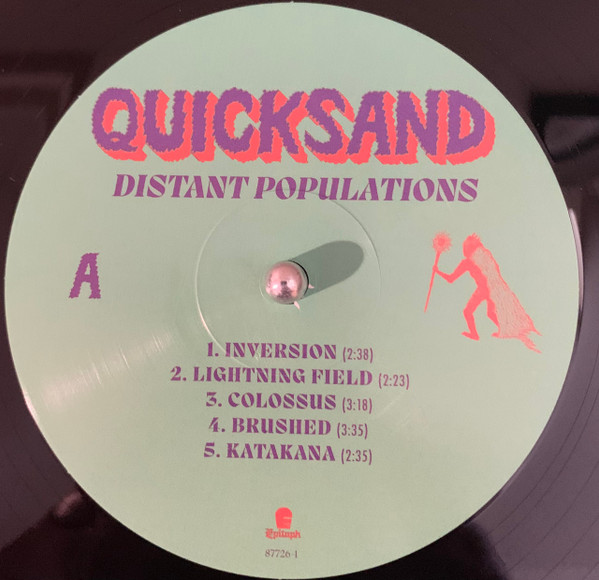 QUICKSAND
DISTANT POPULATIONS
A
1. INVERSION (2:38)
2. LIGHTNING FIELD (2:23)
3. COLOSSUS (3:18)
4. BRUSHED (3:35)
5. KATAKANA (2:35)
Epitaph
87726 1